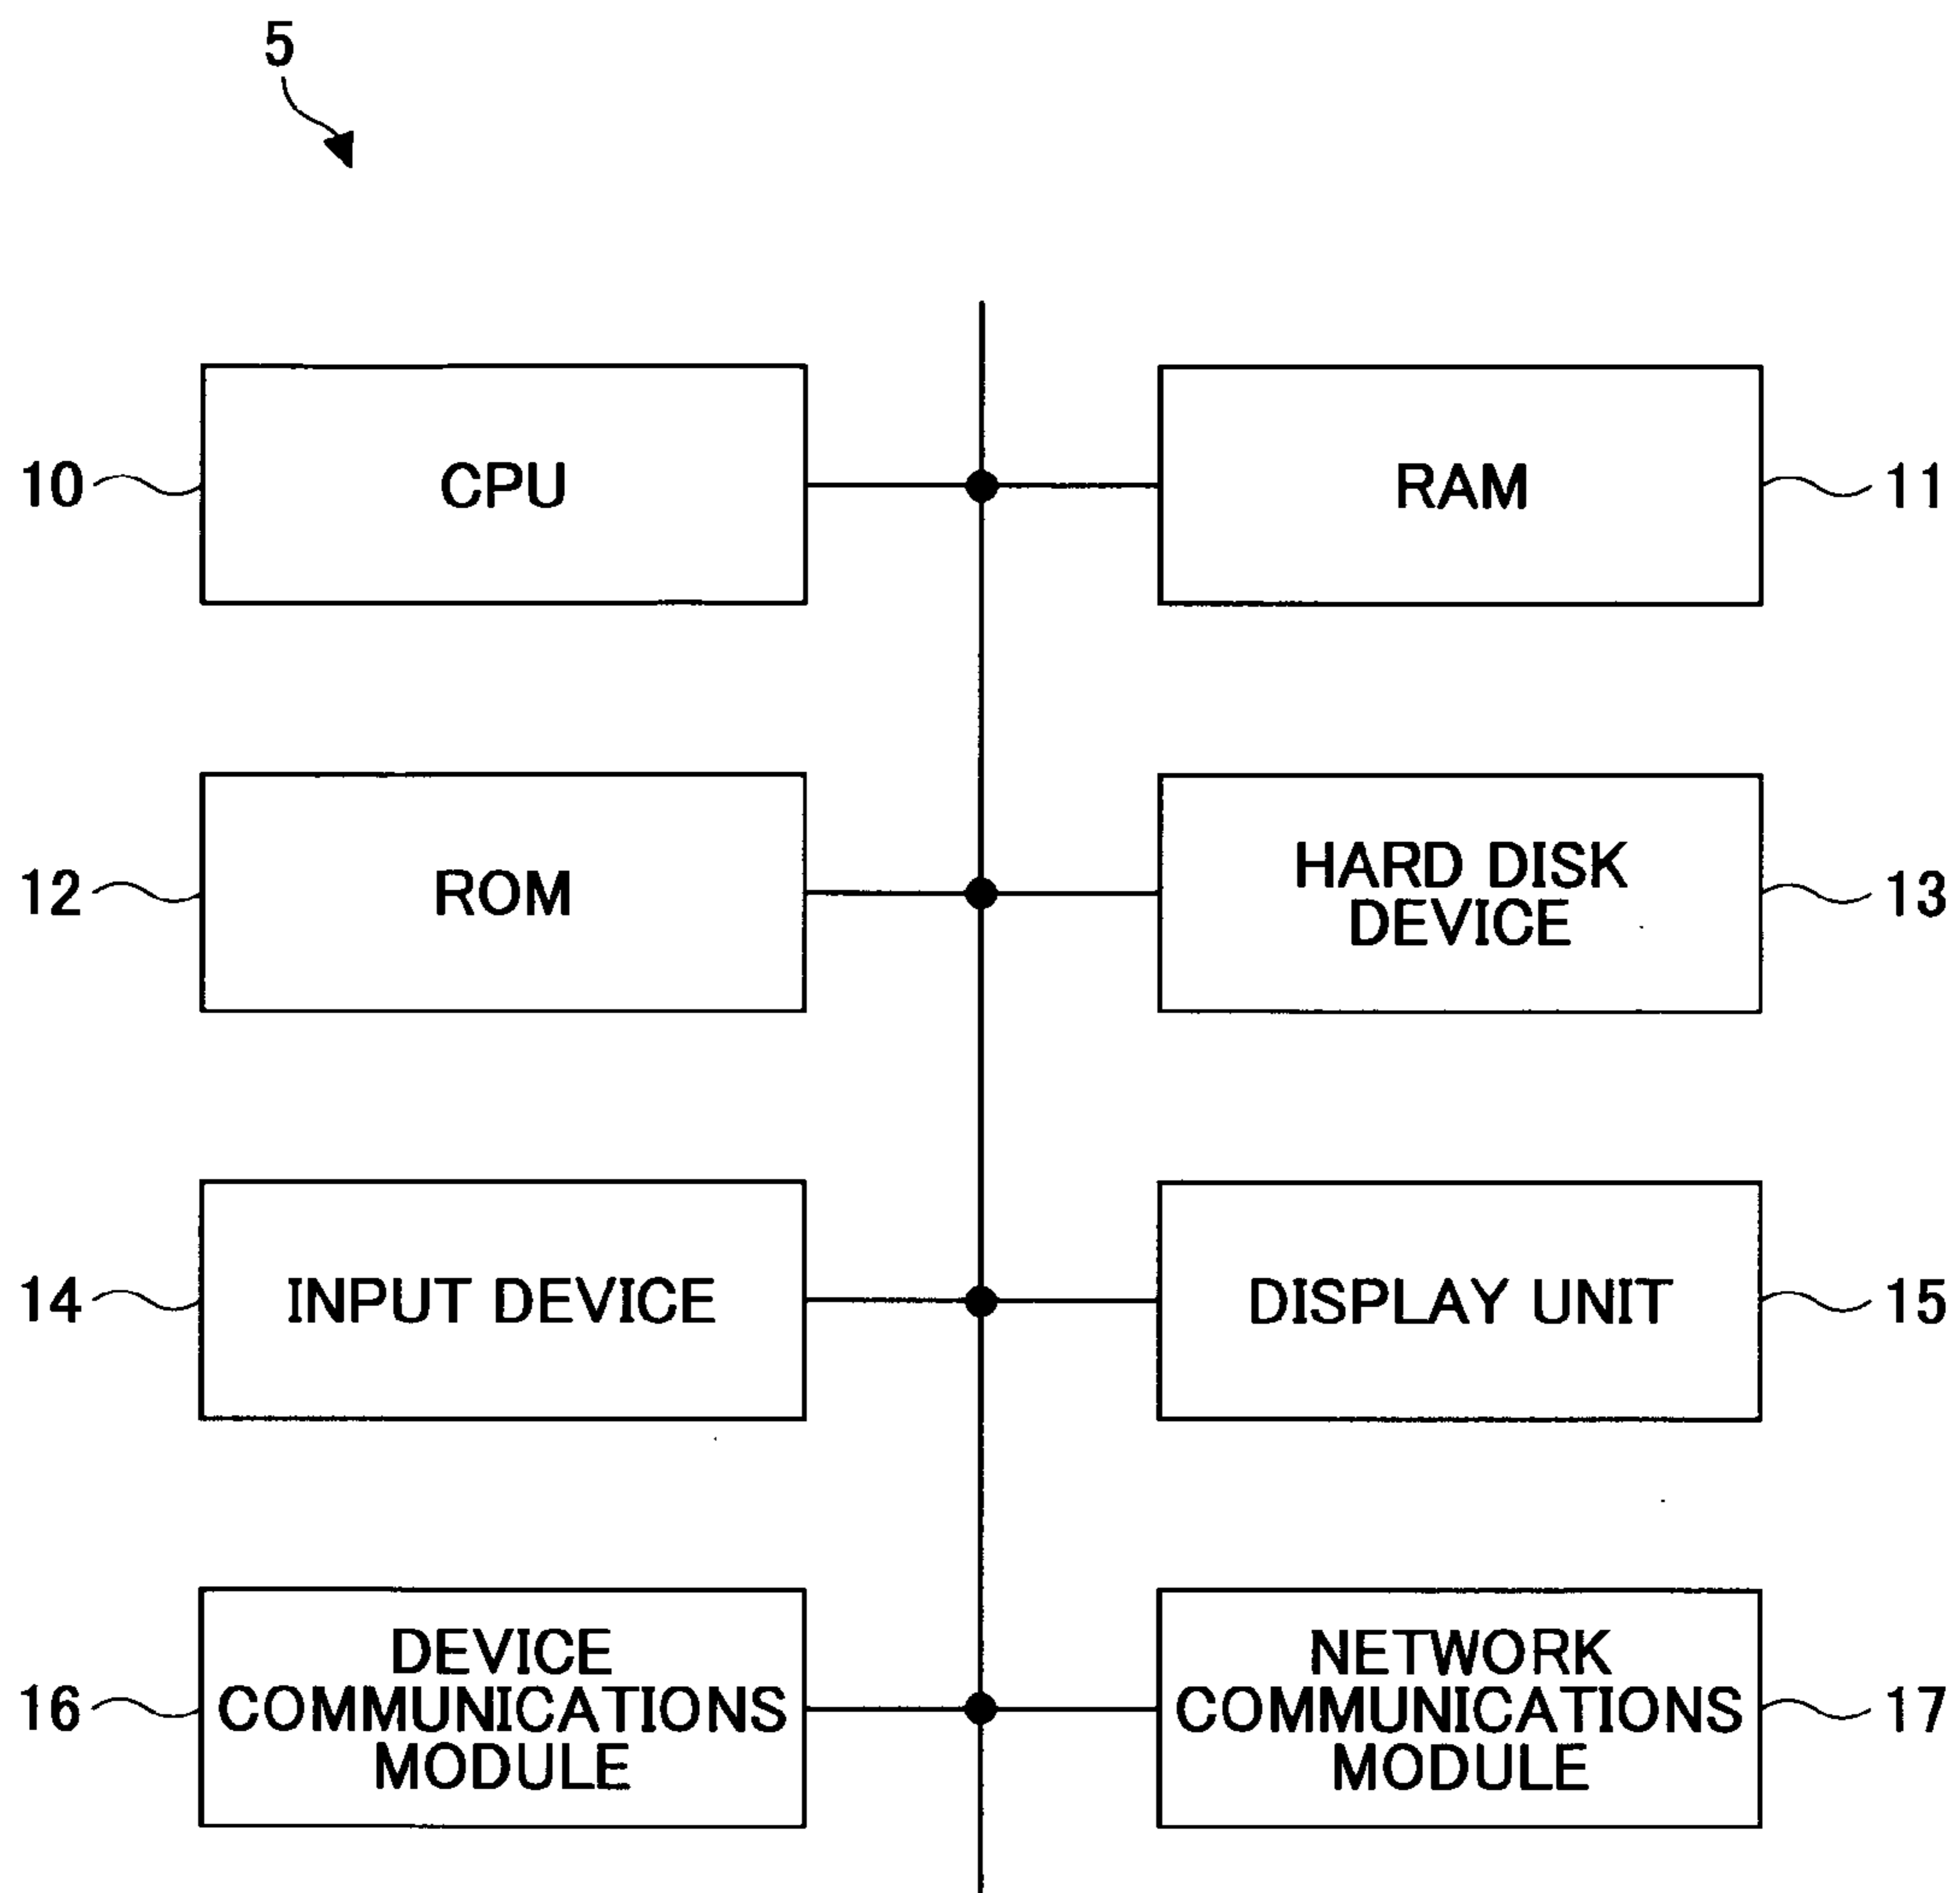 5
10
CPU
RAM
11
12
ROM
HARD DISK
DEVICE
13
14
INPUT DEVICE
DISPLAY UNIT
15
16
DEVICE
COMMUNICATIONS
MODULE
NETWORK
COMMUNICATIONS
MODULE
17